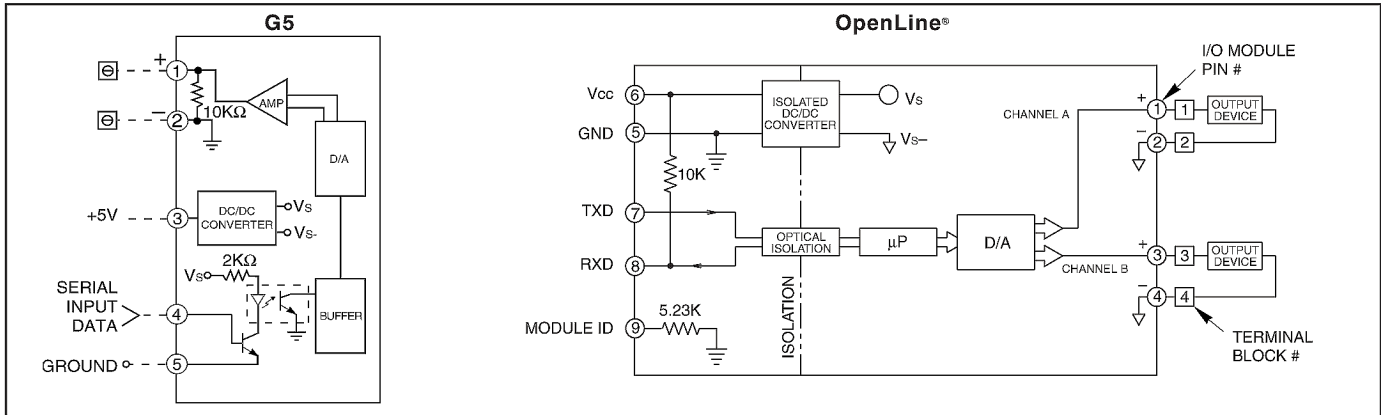 G5
+
1
10KΩ
AMP
−
2
D/A
+5V
3
DC/DC
CONVERTER
Vs
Vs-
2KΩ
Vs
SERIAL
INPUT
DATA
4
BUFFER
GROUND
5
OpenLine®
I/O MODULE
PIN #
Vcc
6
ISOLATED
DC/DC
CONVERTER
Vs
GND
5
Vs–
10K
CHANNEL A
+
1
1
OUTPUT
DEVICE
−
2
2
TXD
7
OPTICAL
ISOLATION
µP
D/A
RXD
8
CHANNEL B
+
3
3
OUTPUT
DEVICE
−
4
4
5.23K
MODULE ID
9
ISOLATION
TERMINAL
BLOCK #